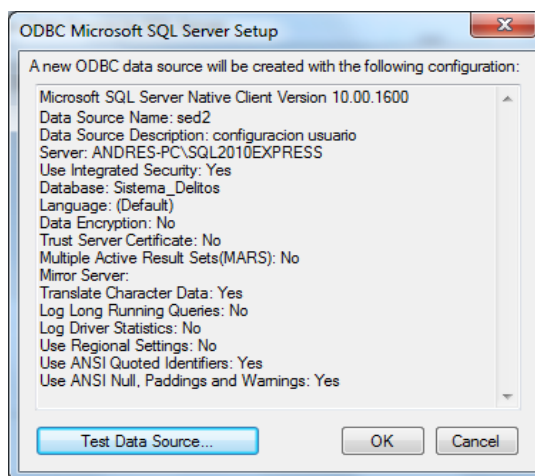 ODBC Microsoft SQL Server Setup
A new ODBC data source will be created with the following configuration:
Microsoft SQL Server Native Client Version 10.00.1600
Data Source Name: sed2
Data Source Description: configuracion usuario
Server: ANDRES-PC\SQL2010EXPRESS
Use Integrated Security: Yes
Database: Sistema_Delitos
Language: (Default)
Data Encryption: No
Trust Server Certificate: No
Multiple Active Result Sets(MARS): No
Mirror Server:
Translate Character Data: Yes
Log Long Running Queries: No
Log Driver Statistics: No
Use Regional Settings: No
Use ANSI Quoted Identifiers: Yes
Use ANSI Null, Paddings and Warnings: Yes
Test Data Source... OK Cancel